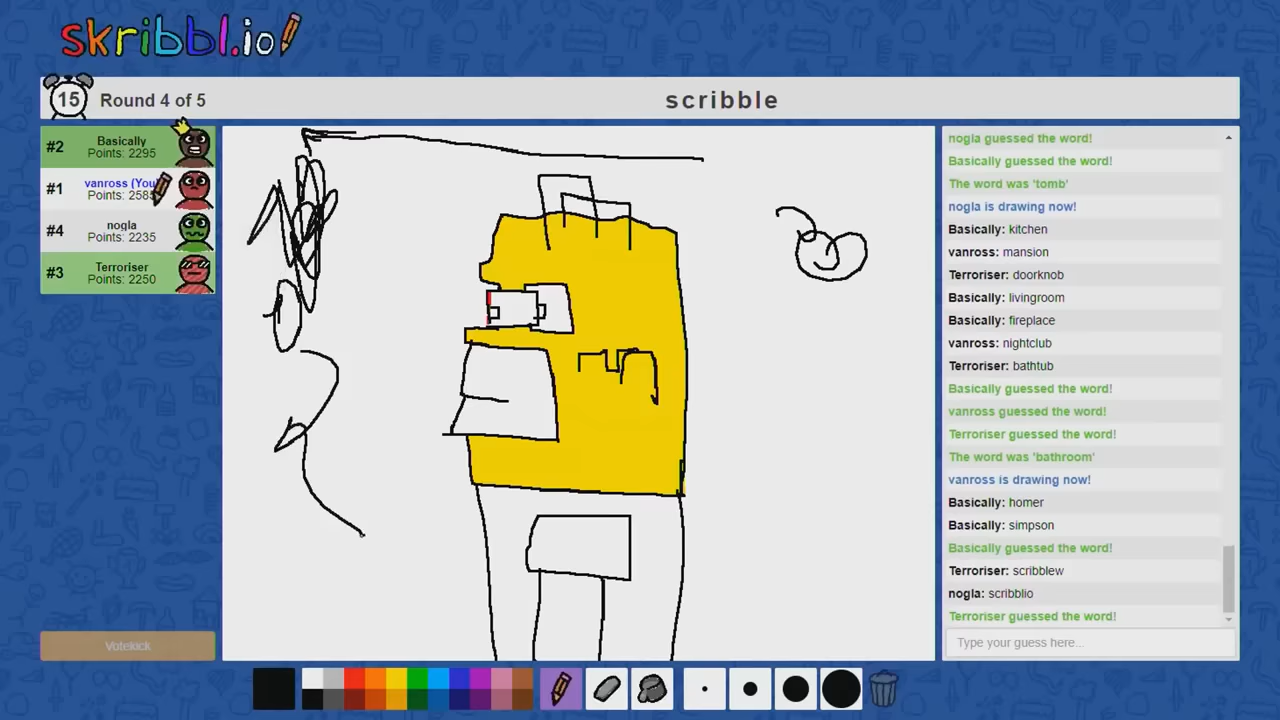 skribbl.io
15
Round 4 of 5
scribble
#2
Basically
Points: 2295
#1
vanross (You)
Points: 2585
#4
nogla
Points: 2235
#3
Terroriser
Points: 2250
Votekick
nogla guessed the word!
Basically guessed the word!
The word was 'tomb'
nogla is drawing now!
Basically: kitchen
vanross: mansion
Terroriser: doorknob
Basically: livingroom
Basically: fireplace
vanross: nightclub
Terroriser: bathtub
Basically guessed the word!
vanross guessed the word!
Terroriser guessed the word!
The word was 'bathroom'
vanross is drawing now!
Basically: homer
Basically: simpson
Basically guessed the word!
Terroriser: scribblew
nogla: scribblio
Terroriser guessed the word!
Type your guess here...